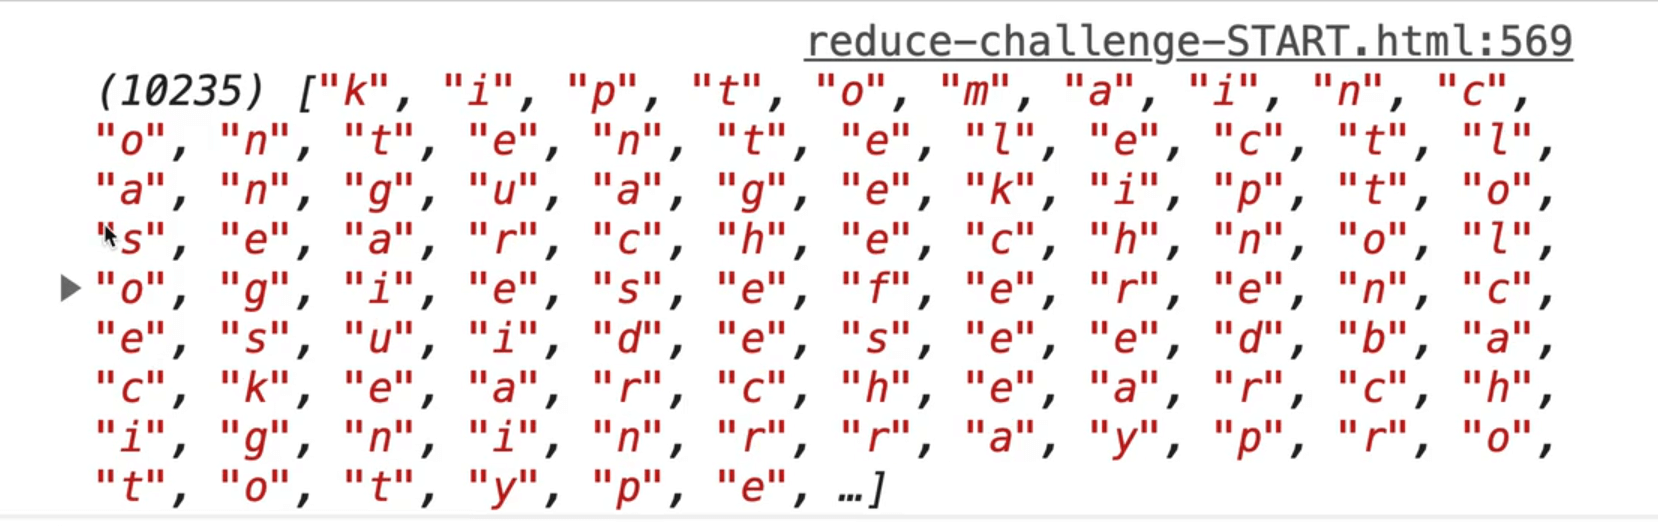 reduce-challenge-START.html:569
(10235) ["k", "i", "p", "t", "o", "m", "a", "i", "n", "c",
"o", "n", "t", "e", "n", "t", "e", "l", "e", "c", "t", "l",
"a", "n", "g", "u", "a", "g", "e", "k", "i", "p", "t", "o",
"s", "e", "a", "r", "c", "h", "e", "c", "h", "n", "o", "l",
"o", "g", "i", "e", "s", "e", "f", "e", "r", "e", "n", "c",
"e", "s", "u", "i", "d", "e", "s", "e", "e", "d", "b", "a",
"c", "k", "e", "a", "r", "c", "h", "e", "a", "r", "c", "h",
"i", "g", "n", "i", "n", "r", "r", "a", "y", "p", "r", "o",
"t", "o", "t", "y", "p", "e", …]